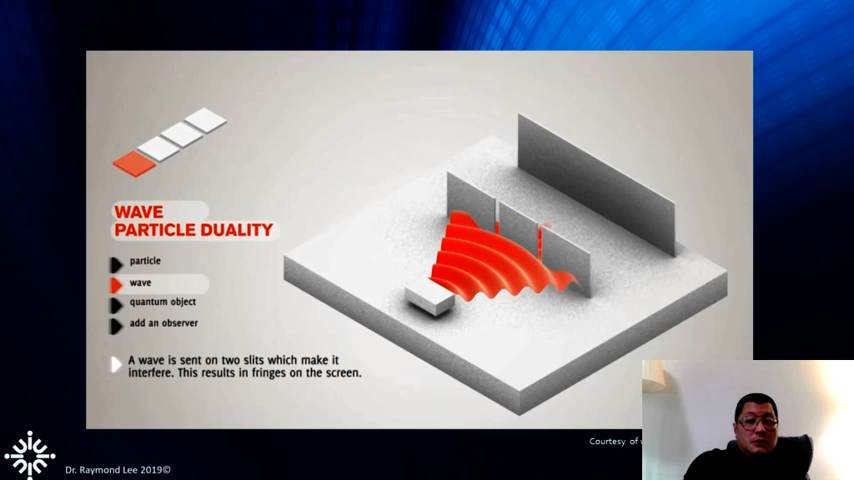 WAVE
PARTICLE DUALITY
particle
wave
quantum object
add an observer
A wave is sent on two slits which make it
interfere. This results in fringes on the screen.
Courtesy of
Dr. Raymond Lee 2019©